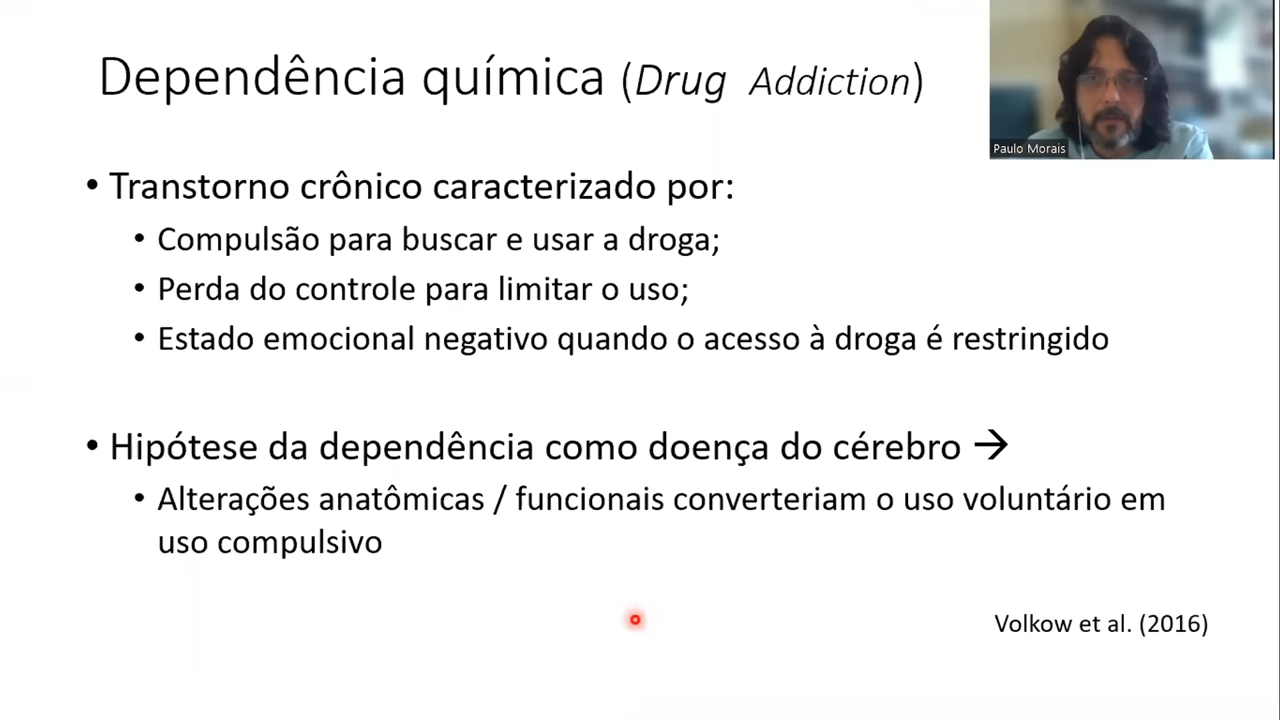 Dependência química (Drug Addiction)
Paulo Morais
• Transtorno crônico caracterizado por:
• Compulsão para buscar e usar a droga;
• Perda do controle para limitar o uso;
• Estado emocional negativo quando o acesso à droga é restringido
• Hipótese da dependência como doença do cérebro →
• Alterações anatômicas / funcionais converteriam o uso voluntário em
uso compulsivo
Volkow et al. (2016)